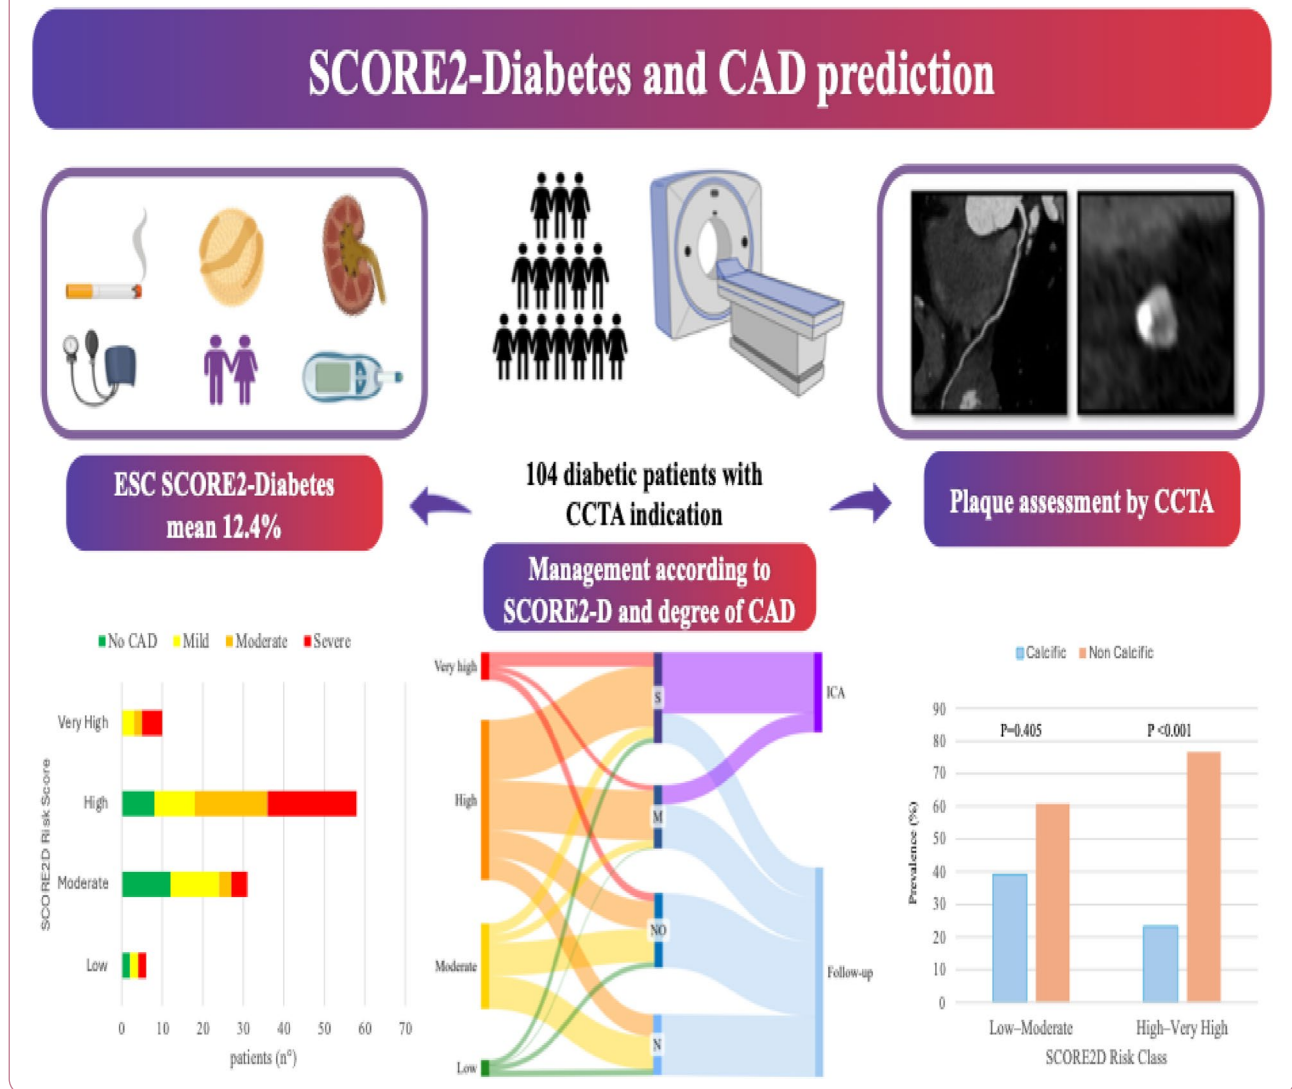 SCORE2-Diabetes and CAD prediction
ESC SCORE2-Diabetes
mean 12.4%
104 diabetic patients with
CCTA indication
Plaque assessment by CCTA
Management according to
SCORE2-D and degree of CAD
No CAD Mild Moderate Severe
SCORE2D Risk Score
Very High
High
Moderate
Low
0 10 20 30 40 50 60 70
patients (n°)
Very high
High
Moderate
Low
S
M
NO
N
ICA
Follow-up
Calcific Non Calcific
Prevalence (%)
90
80
70
60
50
40
30
20
10
0
P=0.405
P <0.001
Low–Moderate
High–Very High
SCORE2D Risk Class